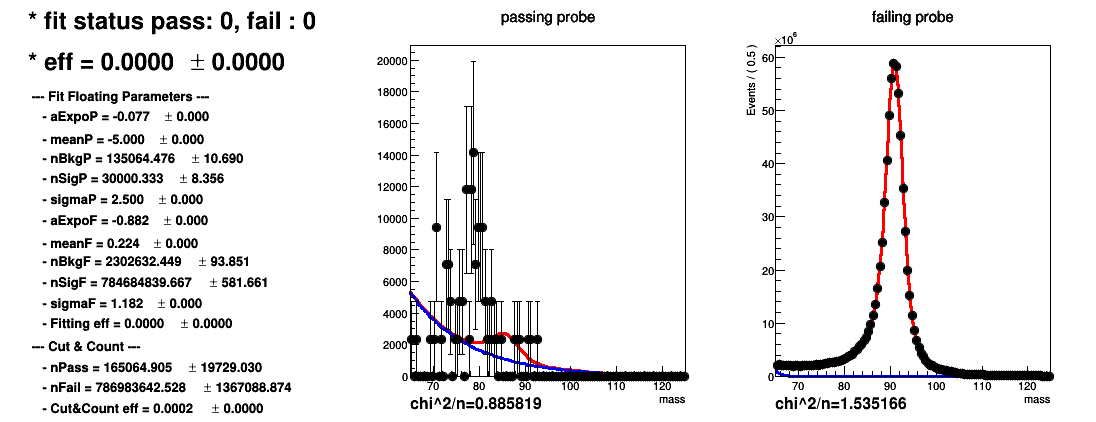 * fit status pass: 0, fail : 0
* eff = 0.0000 ± 0.0000
--- Fit Floating Parameters ---
- aExpoP = -0.077 ± 0.000
- meanP = -5.000 ± 0.000
- nBkgP = 135064.476 ± 10.690
- nSigP = 30000.333 ± 8.356
- sigmaP = 2.500 ± 0.000
- aExpoF = -0.882 ± 0.000
- meanF = 0.224 ± 0.000
- nBkgF = 2302632.449 ± 93.851
- nSigF = 784684839.667 ± 581.661
- sigmaF = 1.182 ± 0.000
- Fitting eff = 0.0000 ± 0.0000
--- Cut & Count ---
- nPass = 165064.905 ± 19729.030
- nFail = 786983642.528 ± 1367088.874
- Cut&Count eff = 0.0002 ± 0.0000
passing probe
20000
18000
16000
14000
12000
10000
8000
6000
4000
2000
0
70 80 90 100 110 120
mass
chi^2/n=0.885819
failing probe
×10^6
Events / ( 0.5 )
60
50
40
30
20
10
0
70 80 90 100 110 120
mass
chi^2/n=1.535166